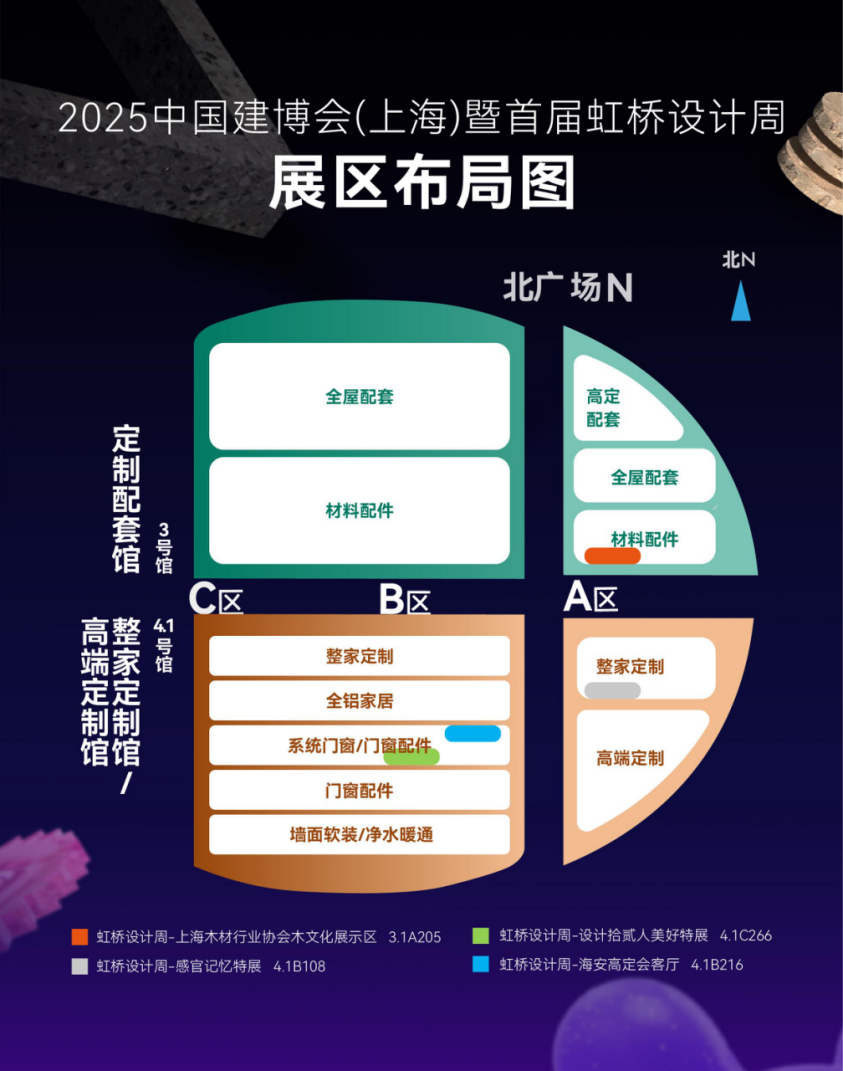 2025中国建博会(上海)暨首届虹桥设计周
展区布局图
北N
北广场N
全屋配套
材料配件
高定
配套
全屋配套
材料配件
定制配套馆
3号馆
C区
B区
A区
整家定制馆/
高端定制馆
4.1号馆
整家定制
全铝家居
系统门窗/门窗配件
门窗配件
墙面软装/净水暖通
整家定制
高端定制
虹桥设计周-上海木材行业协会木文化展示区 3.1A205
虹桥设计周-设计拾贰人美好特展 4.1C266
虹桥设计周-感官记忆特展 4.1B108
虹桥设计周-海安高定会客厅 4.1B216